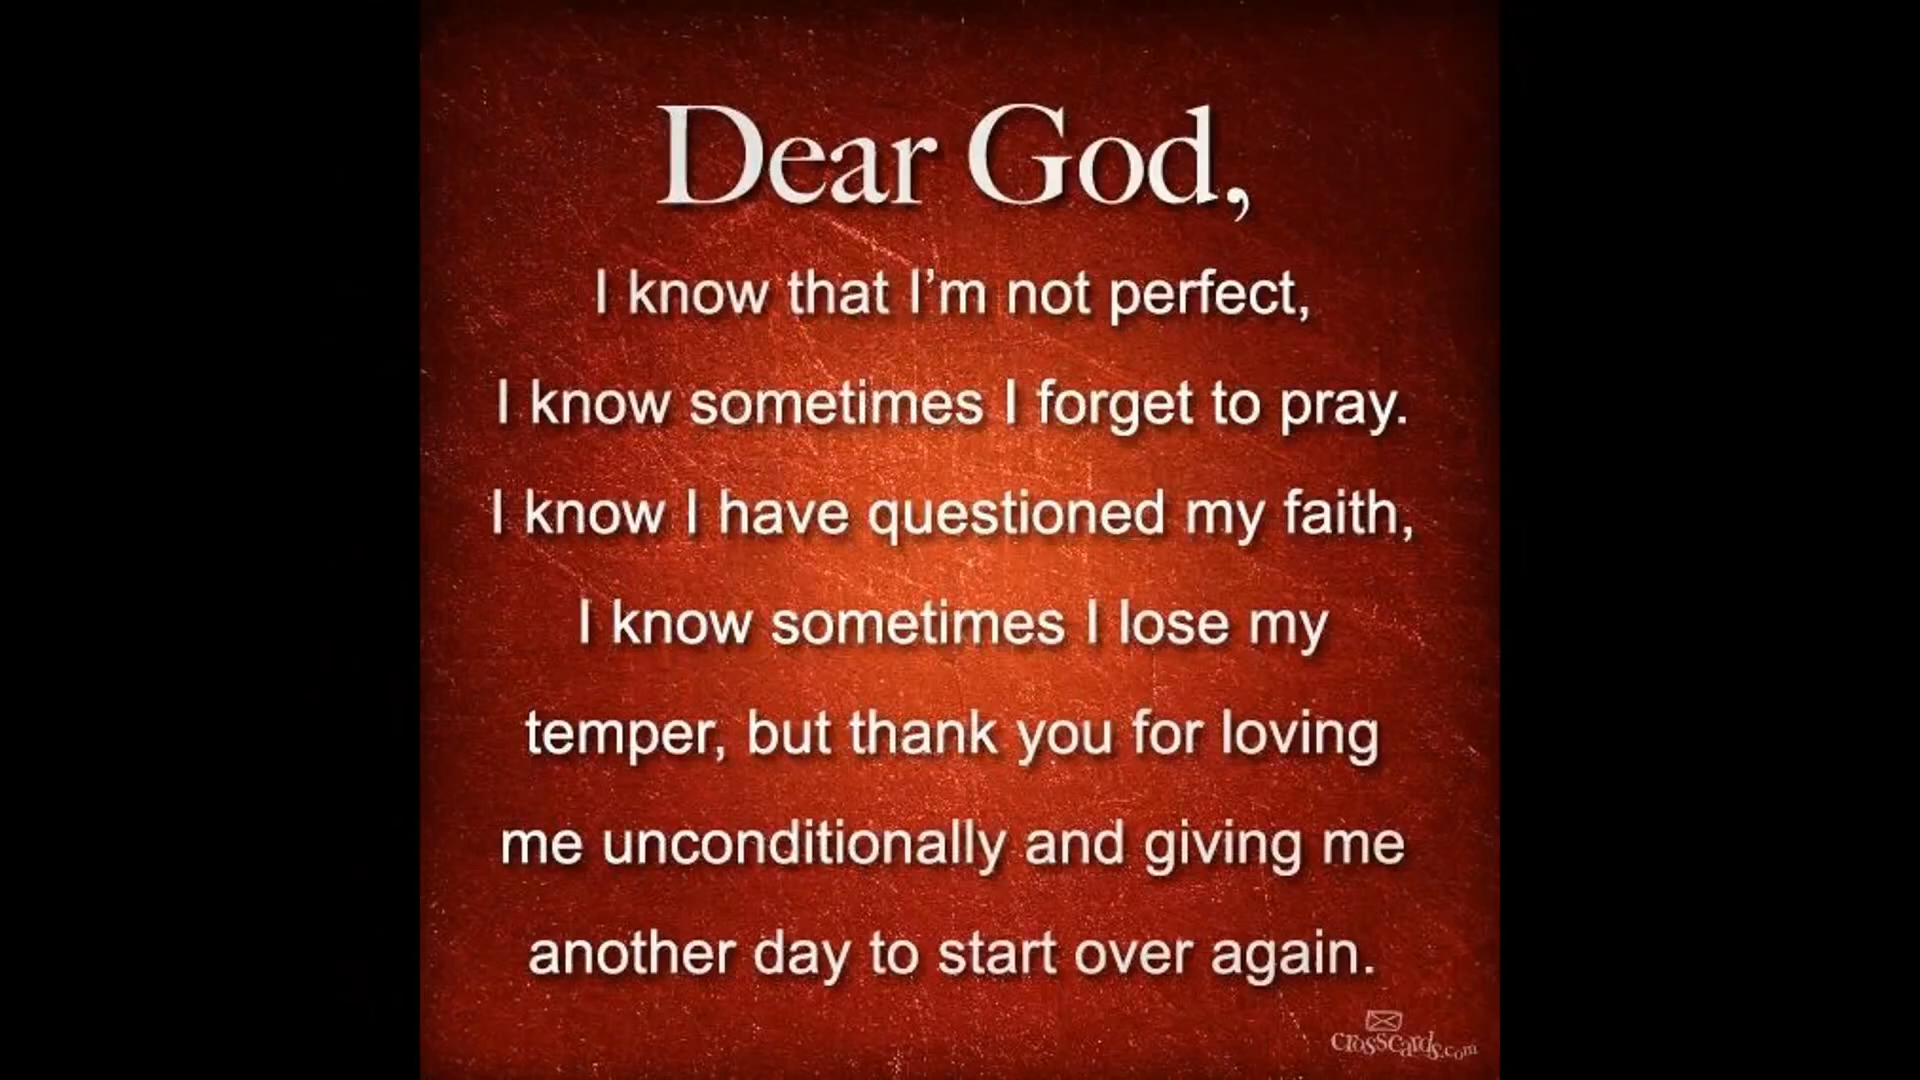 Dear God,
I know that I’m not perfect,
I know sometimes I forget to pray.
I know I have questioned my faith,
I know sometimes I lose my
temper, but thank you for loving
me unconditionally and giving me
another day to start over again.
crosscards.com